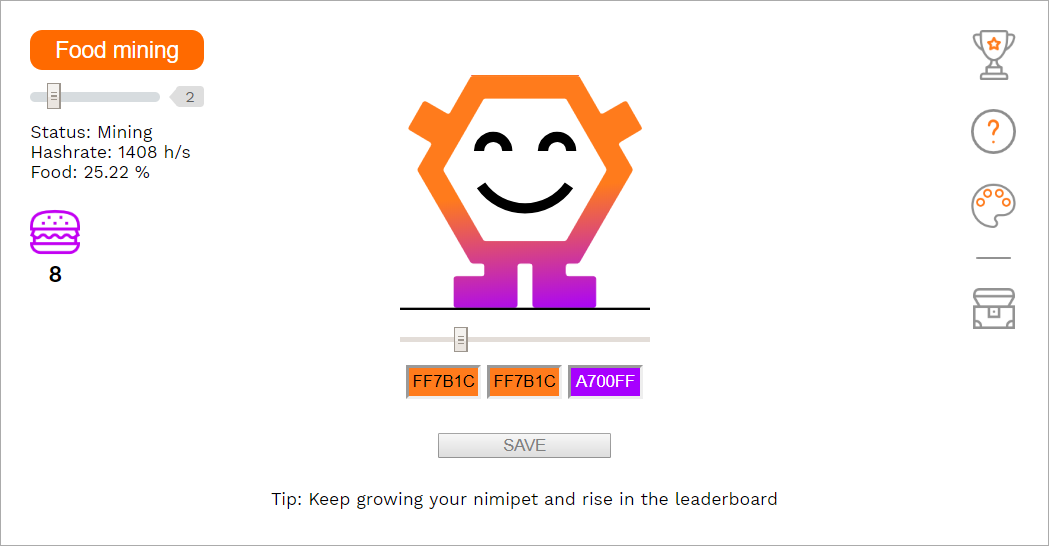 Food mining
2
Status: Mining
Hashrate: 1408 h/s
Food: 25.22 %
8
?
FF7B1C FF7B1C A700FF
SAVE
Tip: Keep growing your nimipet and rise in the leaderboard